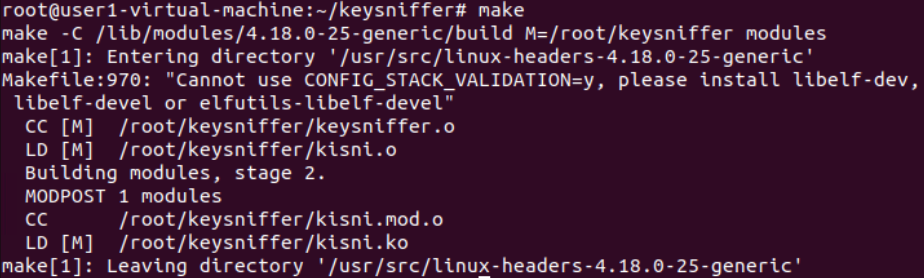 root@user1-virtual-machine:~/keysniffer# make
make -C /lib/modules/4.18.0-25-generic/build M=/root/keysniffer modules
make[1]: Entering directory '/usr/src/linux-headers-4.18.0-25-generic'
Makefile:970: "Cannot use CONFIG_STACK_VALIDATION=y, please install libelf-dev,
 libelf-devel or elfutils-libelf-devel"
  CC [M]  /root/keysniffer/keysniffer.o
  LD [M]  /root/keysniffer/kisni.o
  Building modules, stage 2.
  MODPOST 1 modules
  CC      /root/keysniffer/kisni.mod.o
  LD [M]  /root/keysniffer/kisni.ko
make[1]: Leaving directory '/usr/src/linux-headers-4.18.0-25-generic'